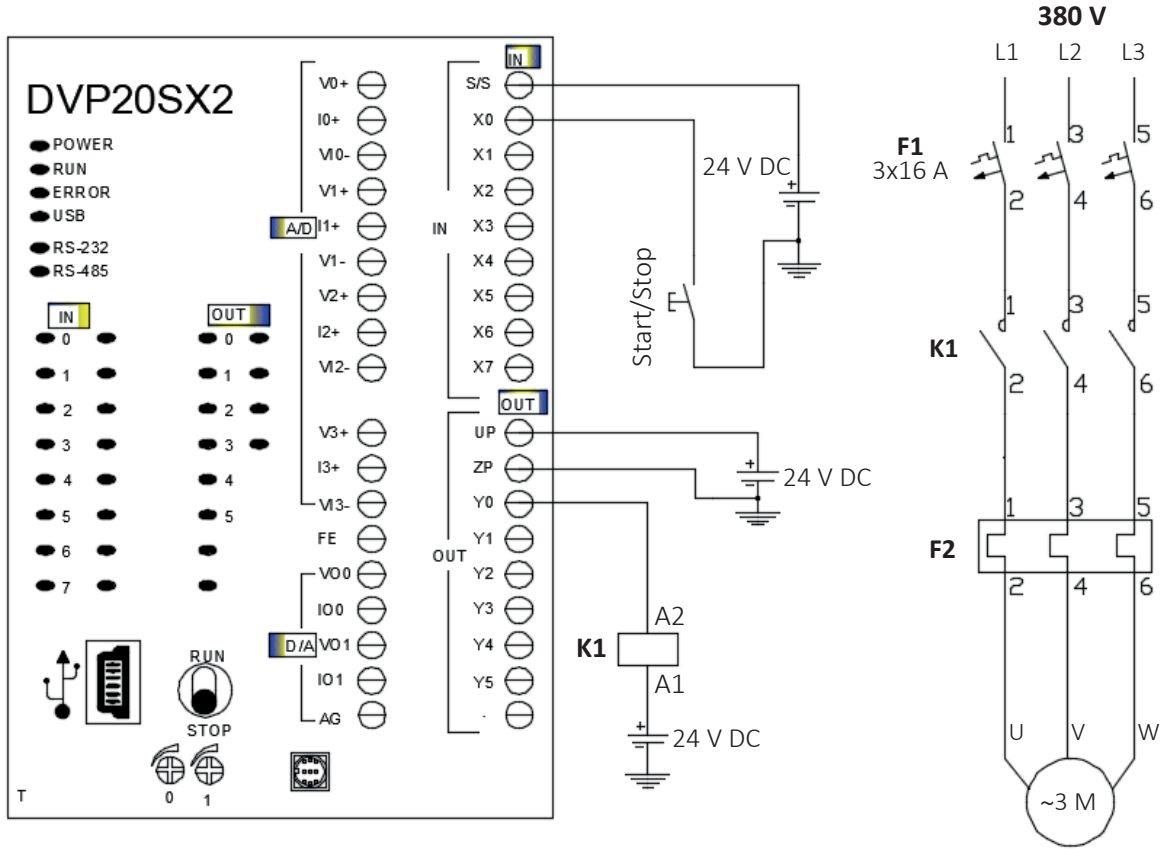 DVP20SX2
POWER
RUN
ERROR
USB
RS-232
RS-485
IN
0
1
2
3
4
5
6
7
OUT
0
1
2
3
4
5
RUN
STOP
0 1
T
V0+
I0+
VI0-
V1+
A/D I1+
V1-
V2+
I2+
VI2-
V3+
I3+
VI3-
FE
VO0
IO0
D/A VO1
IO1
AG
IN
S/S
X0
X1
X2
IN X3
X4
X5
X6
X7
OUT
UP
ZP
Y0
Y1
OUT
Y2
Y3
Y4
Y5
.
24 V DC
+
Start/Stop
+
24 V DC
A2
K1
A1
+
24 V DC
380 V
L1 L2 L3
1 3 5
F1
3x16 A
2 4 6
1 3 5
K1
2 4 6
1 3 5
F2
2 4 6
U V W
~3 M